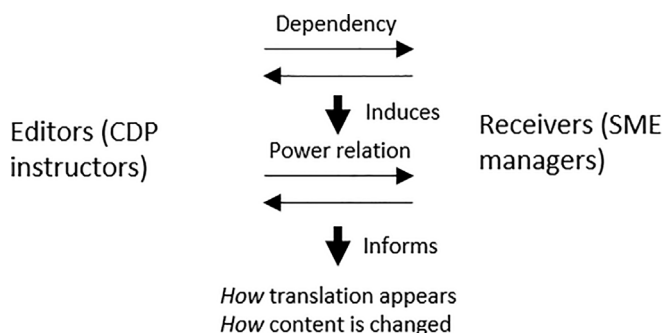 Dependency
Induces
Editors (CDP
instructors)
Receivers (SME
managers)
Power relation
Informs
How translation appears
How content is changed